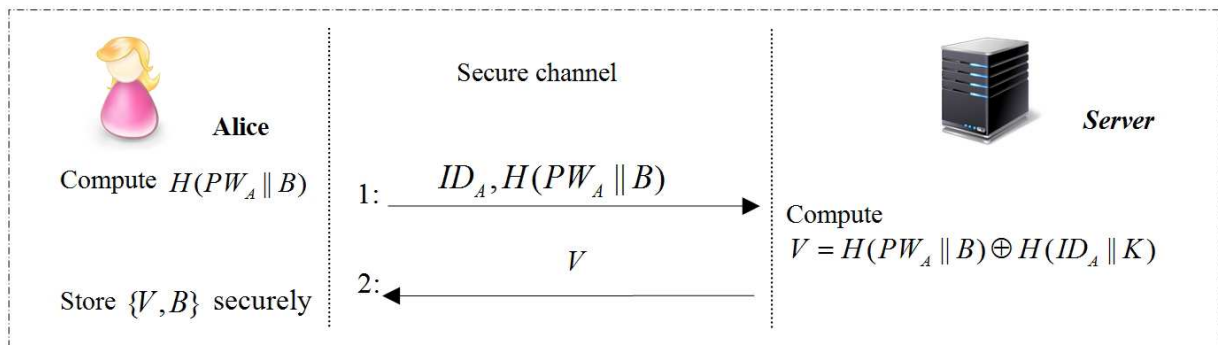 Secure channel
Alice
Server
Compute H(PW_A || B)
1: ID_A, H(PW_A || B)
Compute
V = H(PW_A || B) ⊕ H(ID_A || K)
2: V
Store {V, B} securely